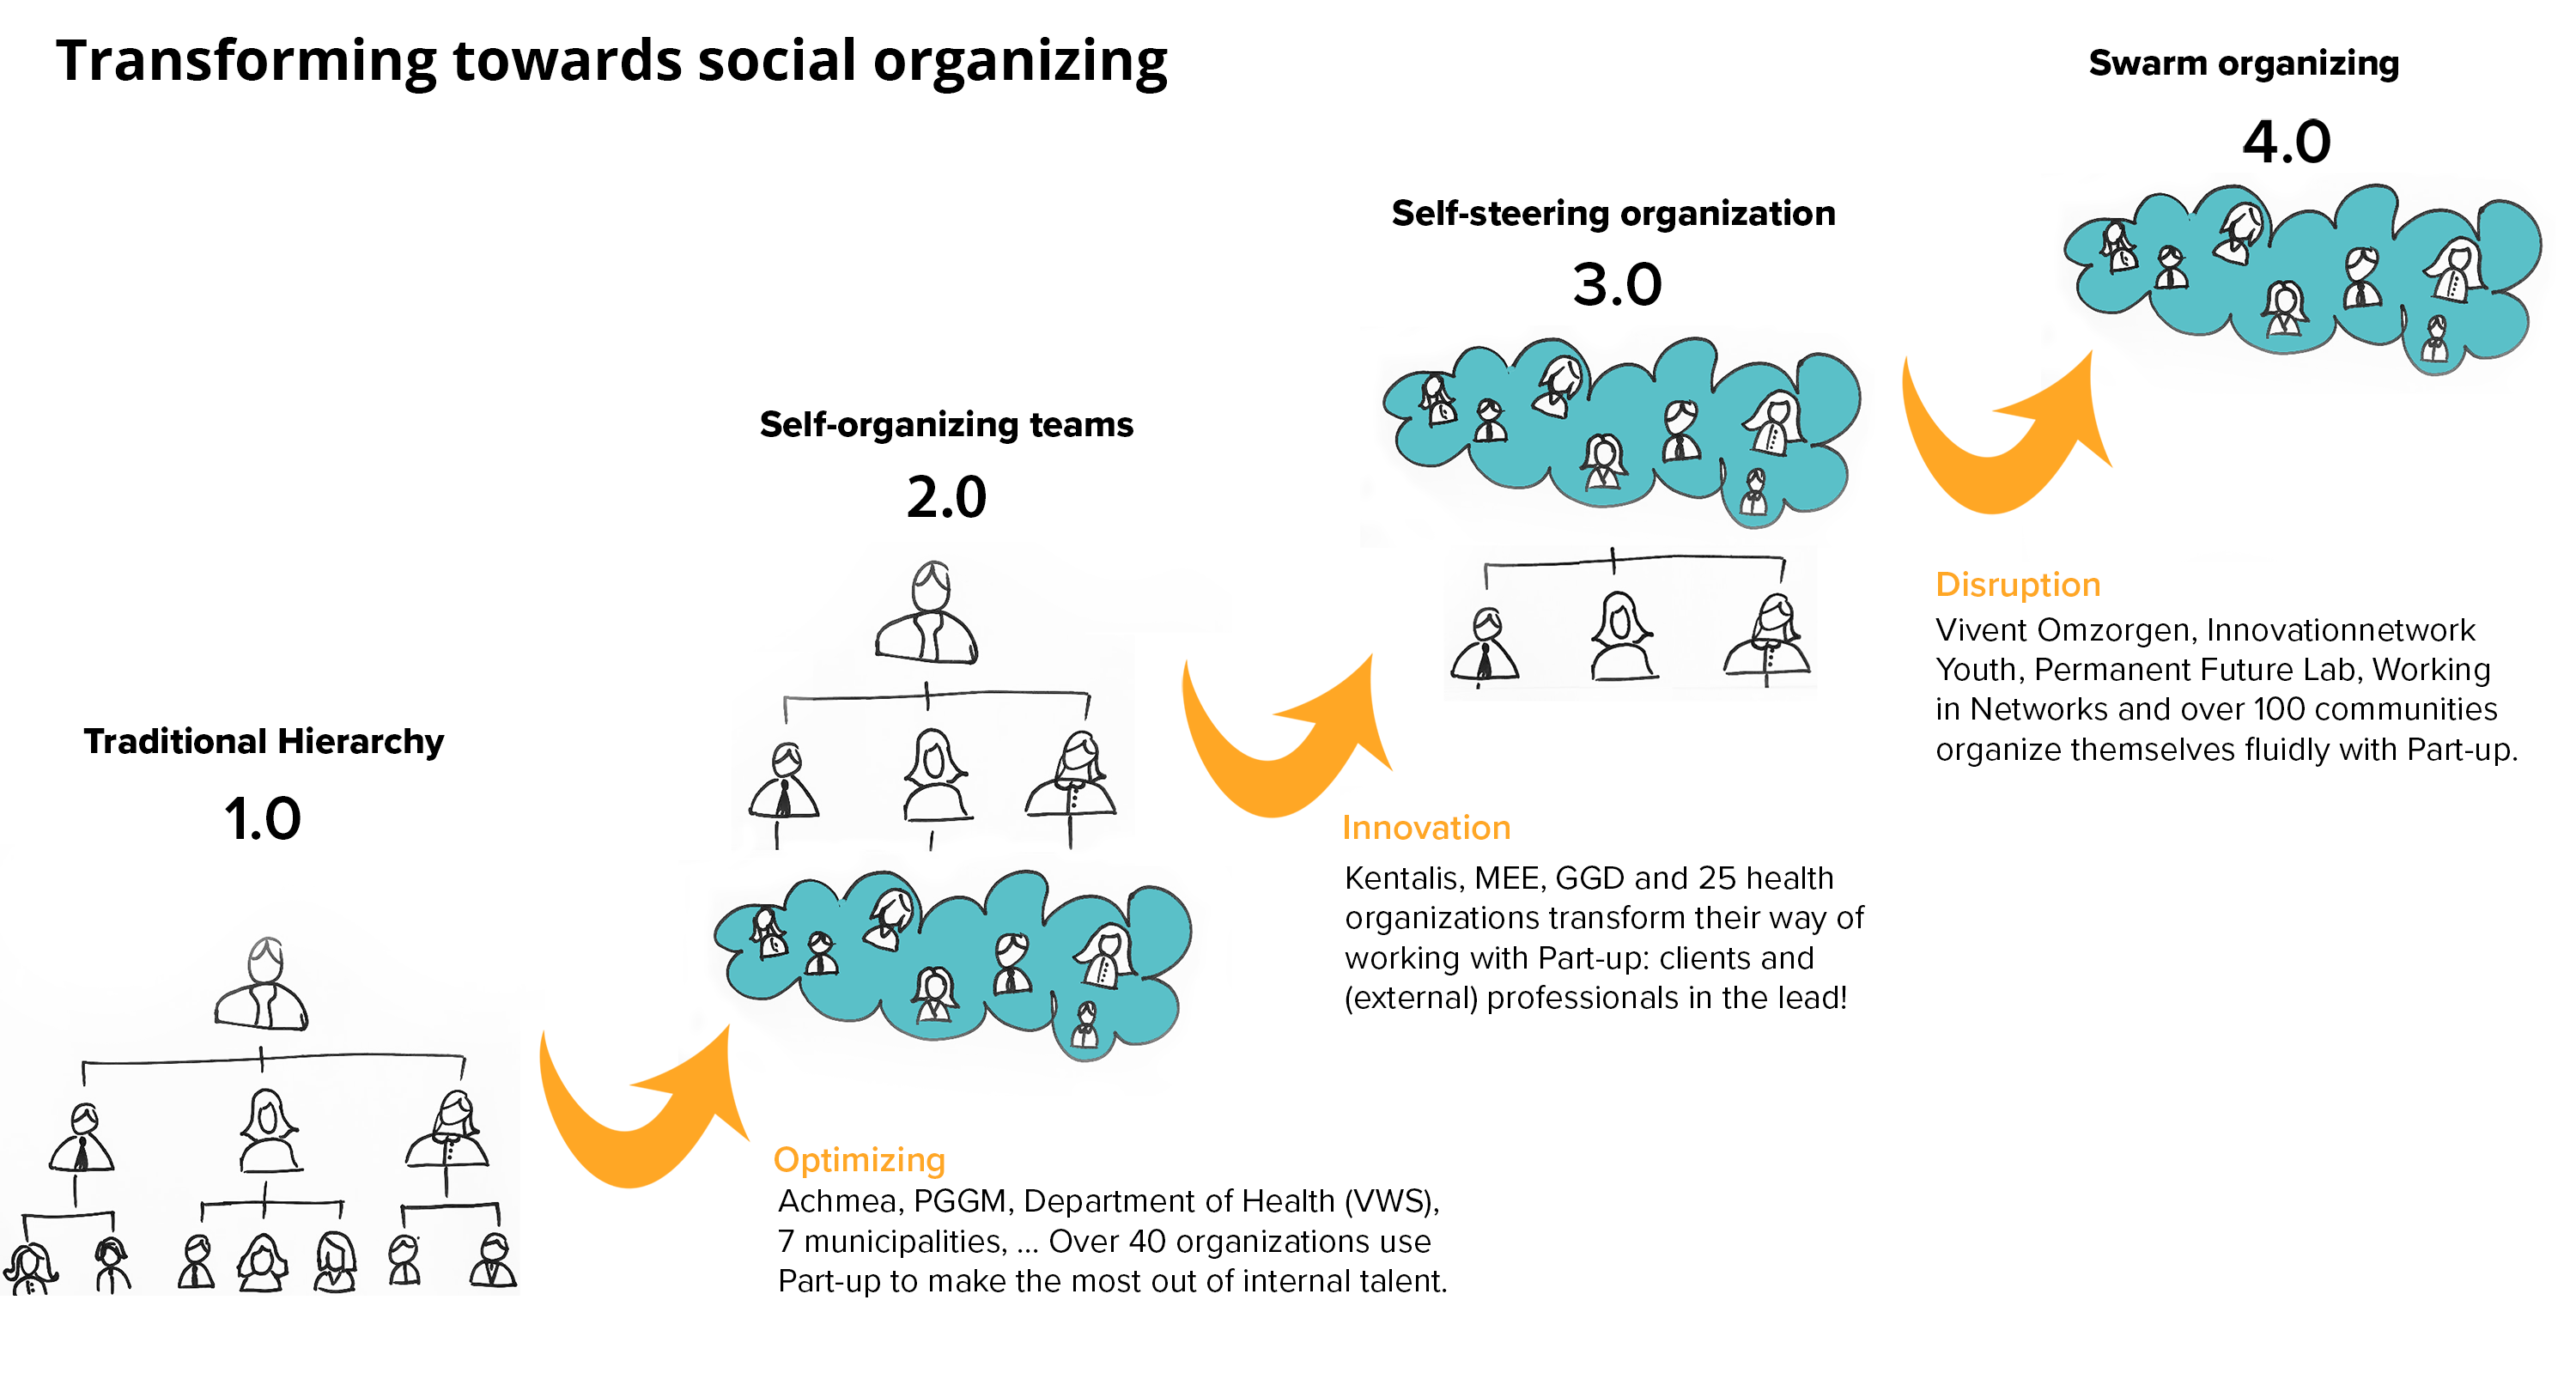 Transforming towards social organizing
Traditional Hierarchy
1.0
Self-organizing teams
2.0
Optimizing
Achmea, PGGM, Department of Health (VWS),
7 municipalities, ... Over 40 organizations use
Part-up to make the most out of internal talent.
Self-steering organization
3.0
Innovation
Kentalis, MEE, GGD and 25 health
organizations transform their way of
working with Part-up: clients and
(external) professionals in the lead!
Swarm organizing
4.0
Disruption
Vivent Omzorgen, Innovationnetwork
Youth, Permanent Future Lab, Working
in Networks and over 100 communities
organize themselves fluidly with Part-up.